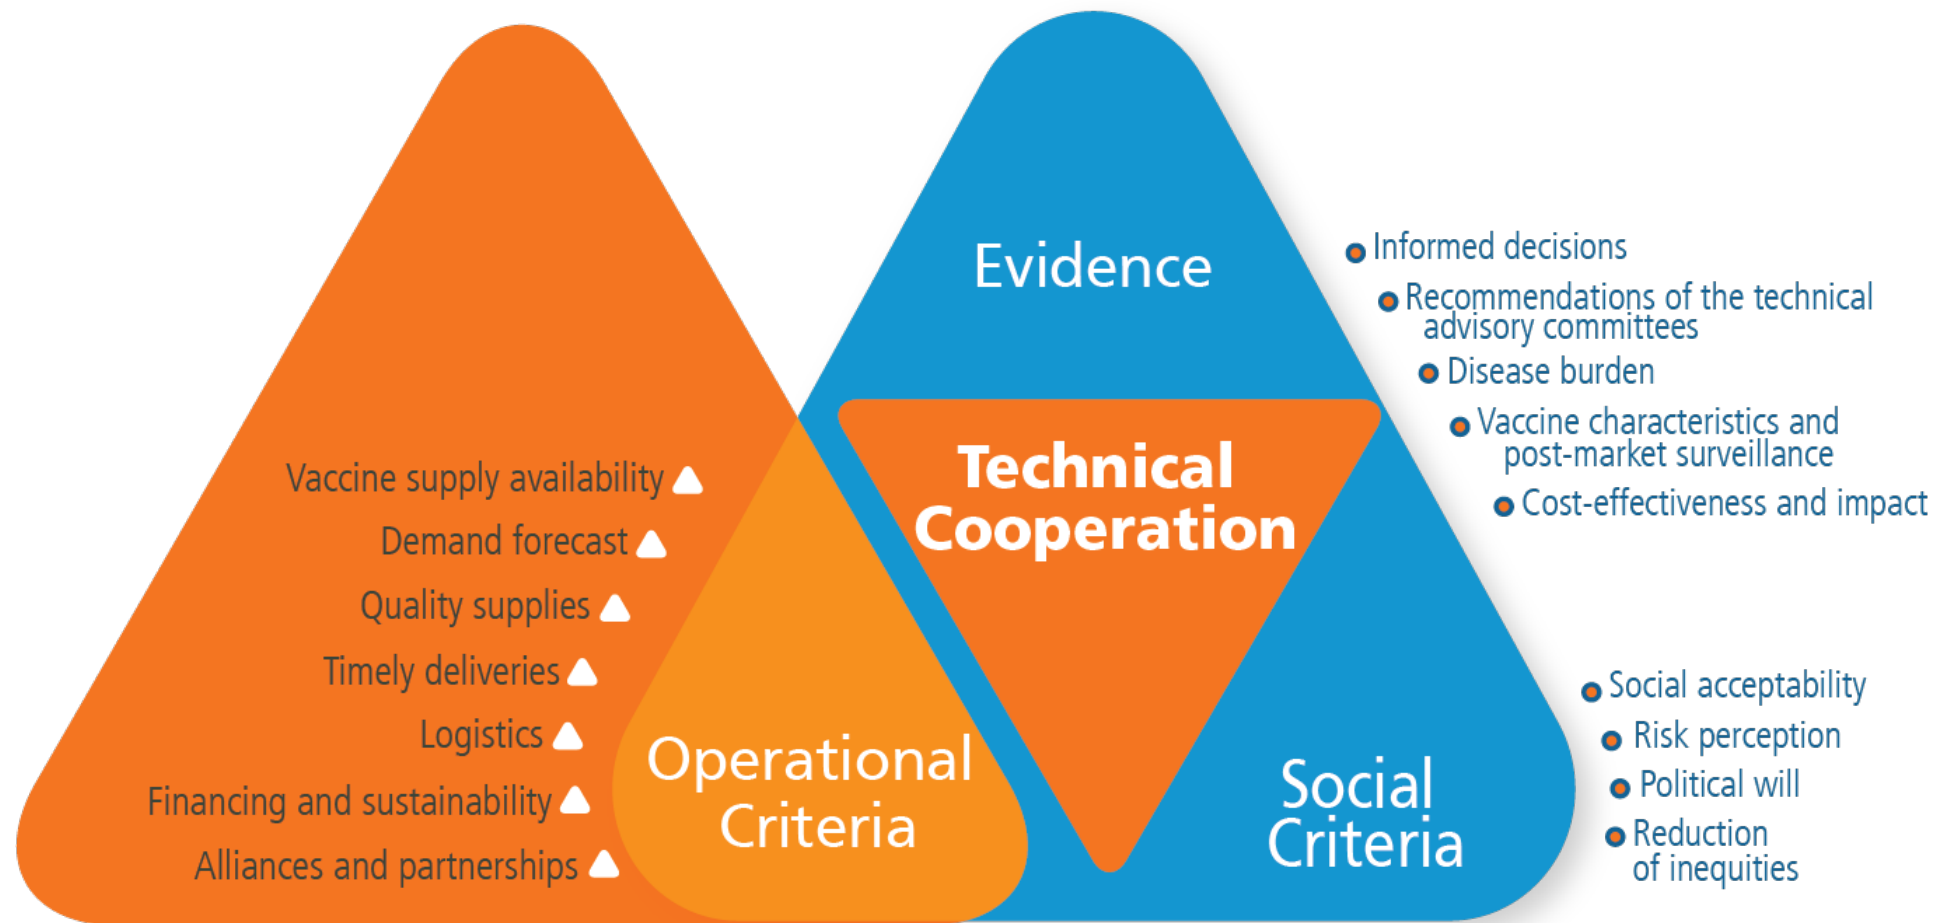 Evidence
Informed decisions
Recommendations of the technical
advisory committees
Disease burden
Vaccine characteristics and
post-market surveillance
Cost-effectiveness and impact
Technical
Cooperation
Vaccine supply availability
Demand forecast
Quality supplies
Timely deliveries
Logistics
Financing and sustainability
Alliances and partnerships
Operational
Criteria
Social
Criteria
Social acceptability
Risk perception
Political will
Reduction
of inequities